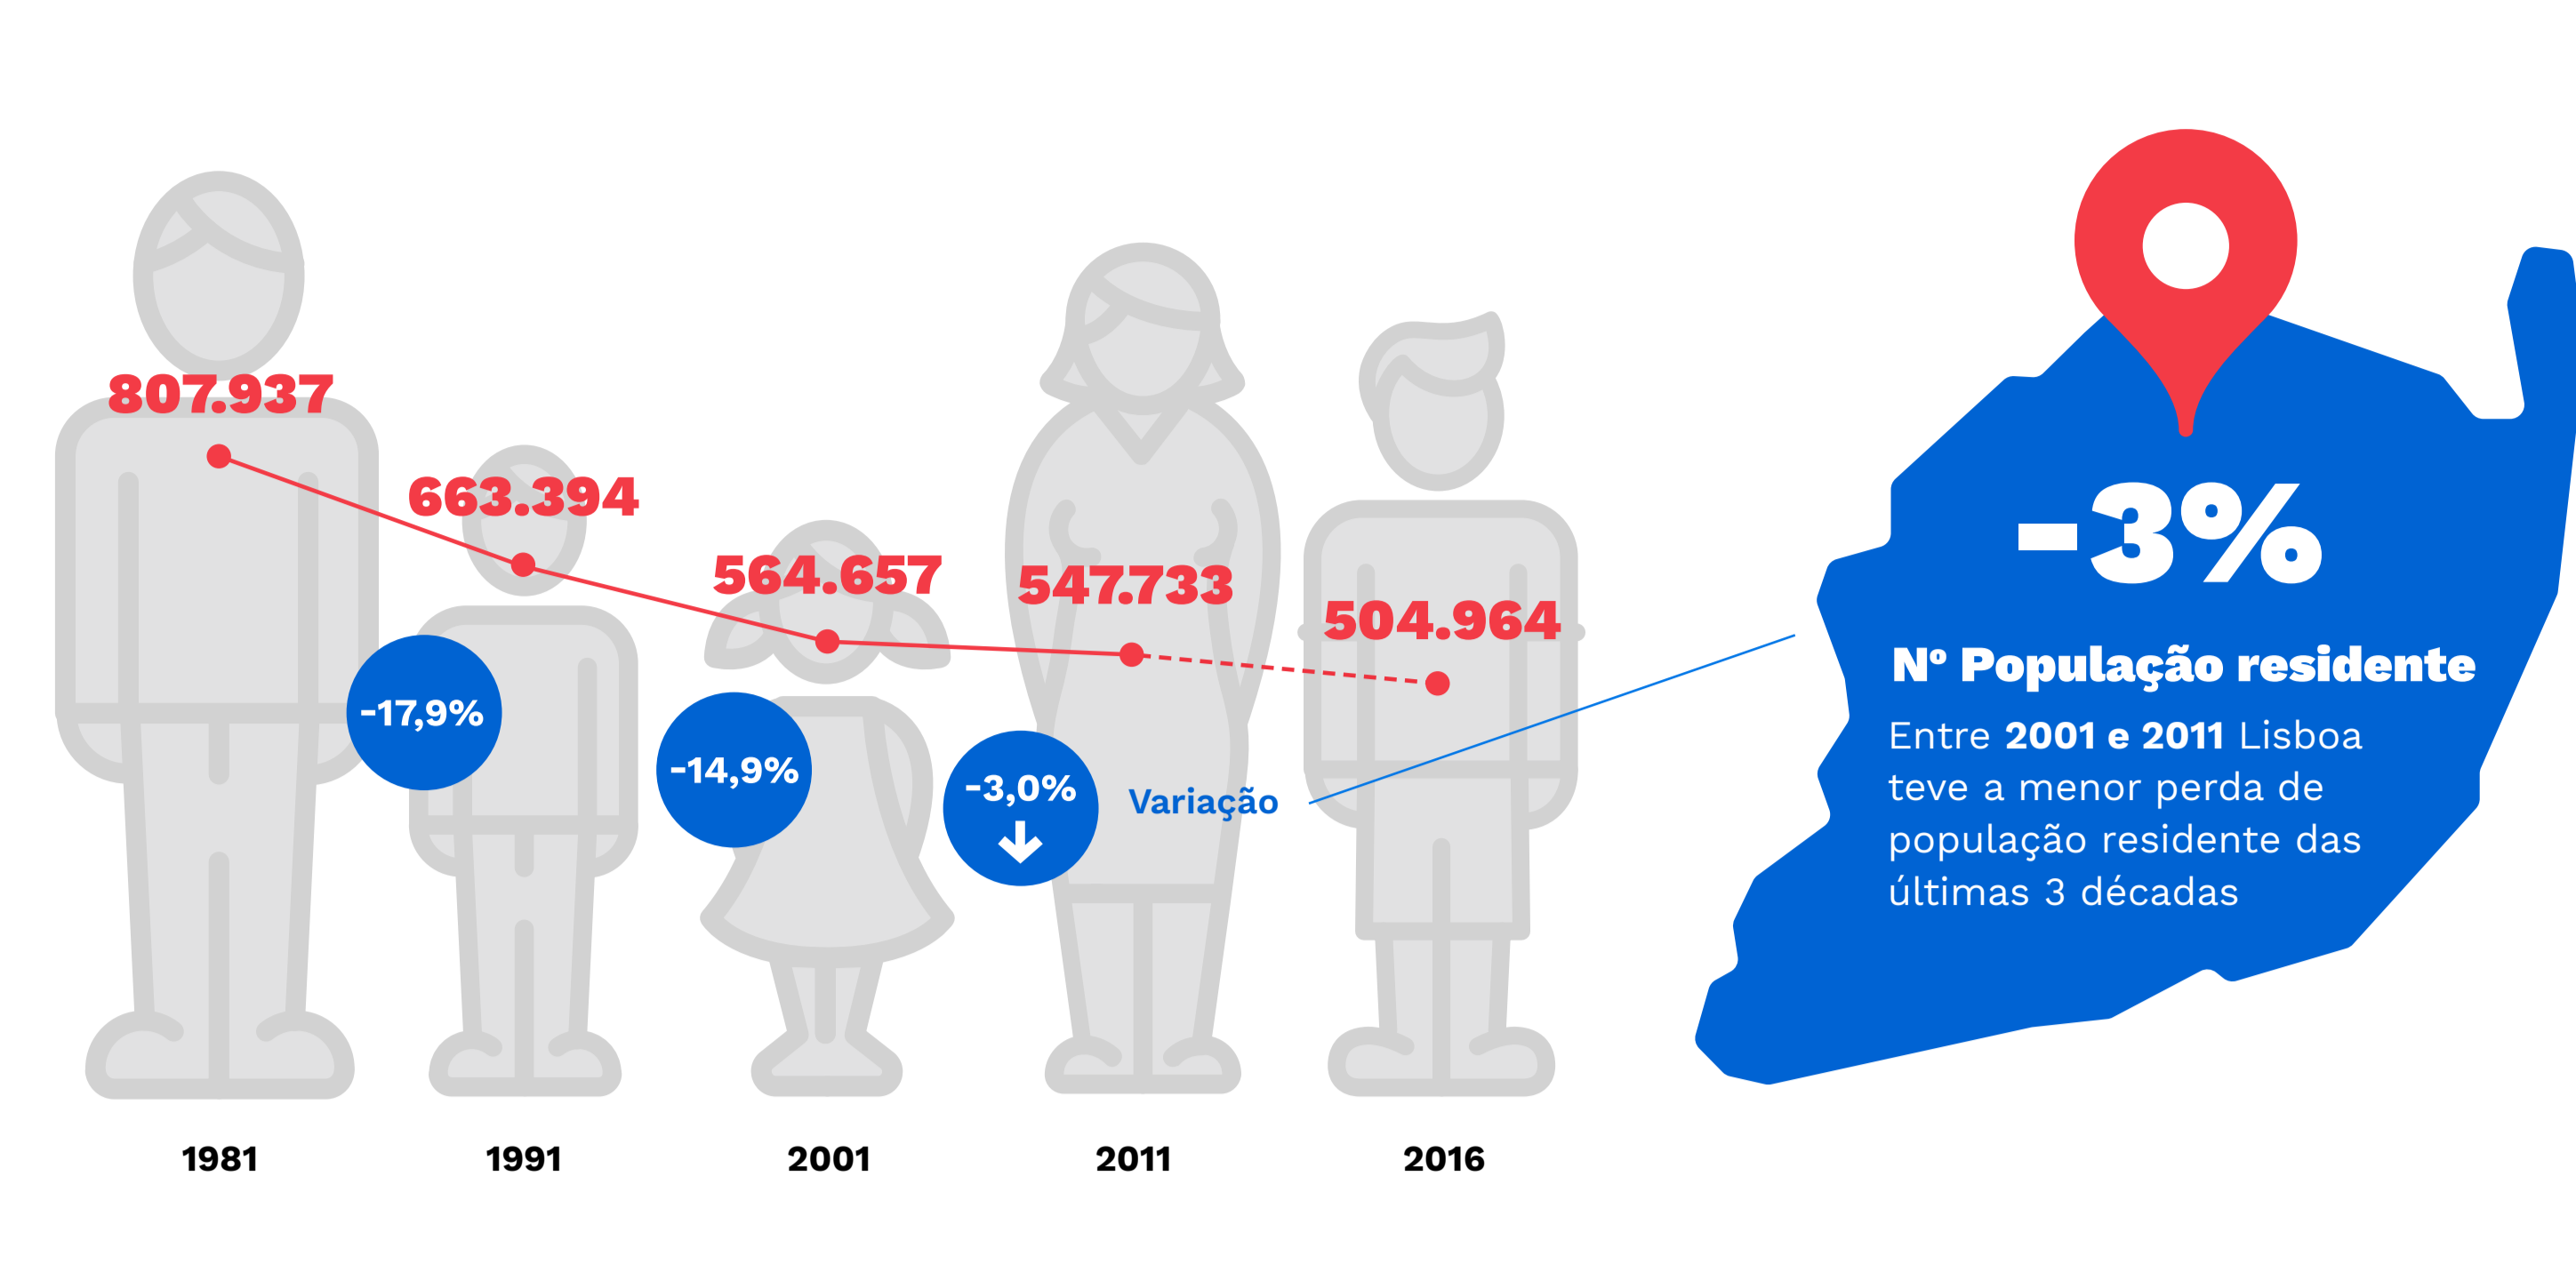 807.937
663.394
564.657
547.733
504.964
-17,9%
-14,9%
-3,0%
Variação
1981
1991
2001
2011
2016
-3%
Nº População residente
Entre 2001 e 2011 Lisboa
teve a menor perda de
população residente das
últimas 3 décadas